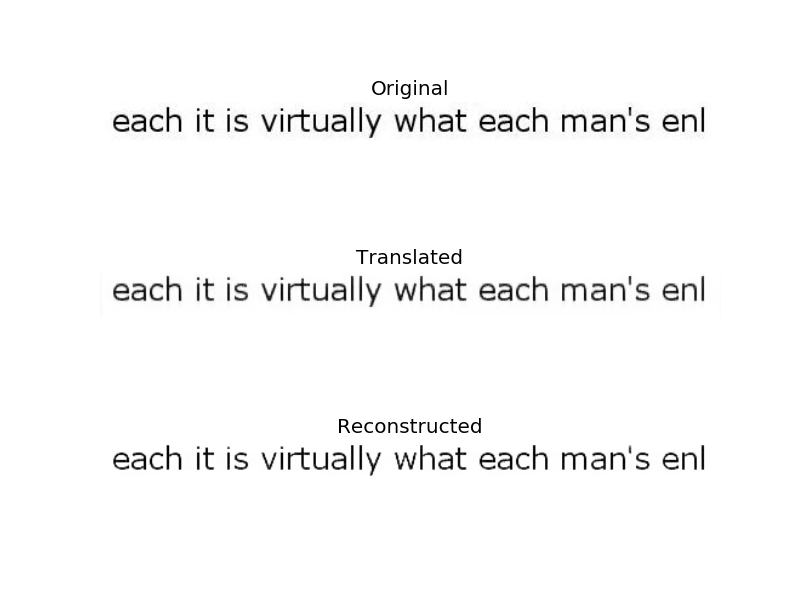 Original
each it is virtually what each man's enl
Translated
each it is virtually what each man's enl
Reconstructed
each it is virtually what each man's enl